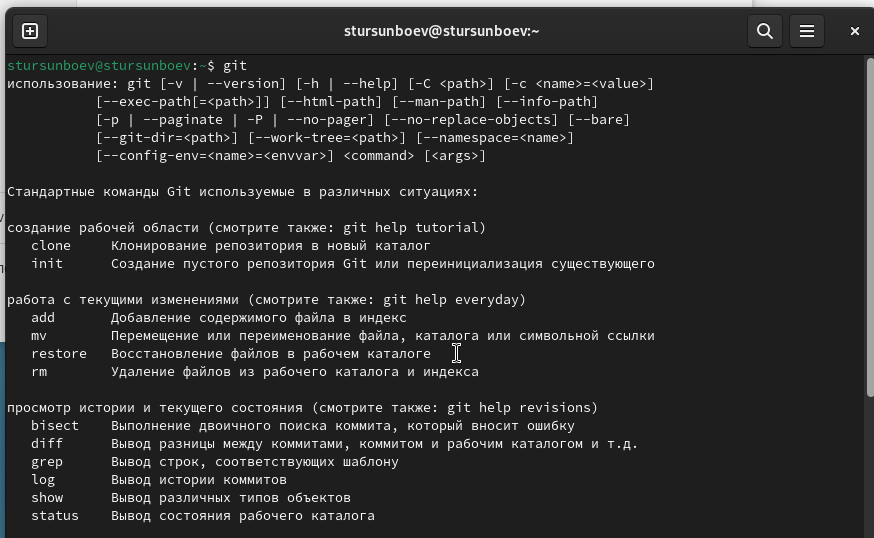 stursunboev@stursunboev:~
stursunboev@stursunboev:~$ git
использование: git [-v | --version] [-h | --help] [-C <path>] [-c <name>=<value>]
[--exec-path[=<path>]] [--html-path] [--man-path] [--info-path]
[-p | --paginate | -P | --no-pager] [--no-replace-objects] [--bare]
[--git-dir=<path>] [--work-tree=<path>] [--namespace=<name>]
[--config-env=<name>=<envvar>] <command> [<args>]
Стандартные команды Git используемые в различных ситуациях:
создание рабочей области (смотрите также: git help tutorial)
clone Клонирование репозитория в новый каталог
init Создание пустого репозитория Git или переинициализация существующего
работа с текущими изменениями (смотрите также: git help everyday)
add Добавление содержимого файла в индекс
mv Перемещение или переименование файла, каталога или символьной ссылки
restore Восстановление файлов в рабочем каталоге
rm Удаление файлов из рабочего каталога и индекса
просмотр истории и текущего состояния (смотрите также: git help revisions)
bisect Выполнение двоичного поиска коммита, который вносит ошибку
diff Вывод разницы между коммитами, коммитом и рабочим каталогом и т.д.
grep Вывод строк, соответствующих шаблону
log Вывод истории коммитов
show Вывод различных типов объектов
status Вывод состояния рабочего каталога